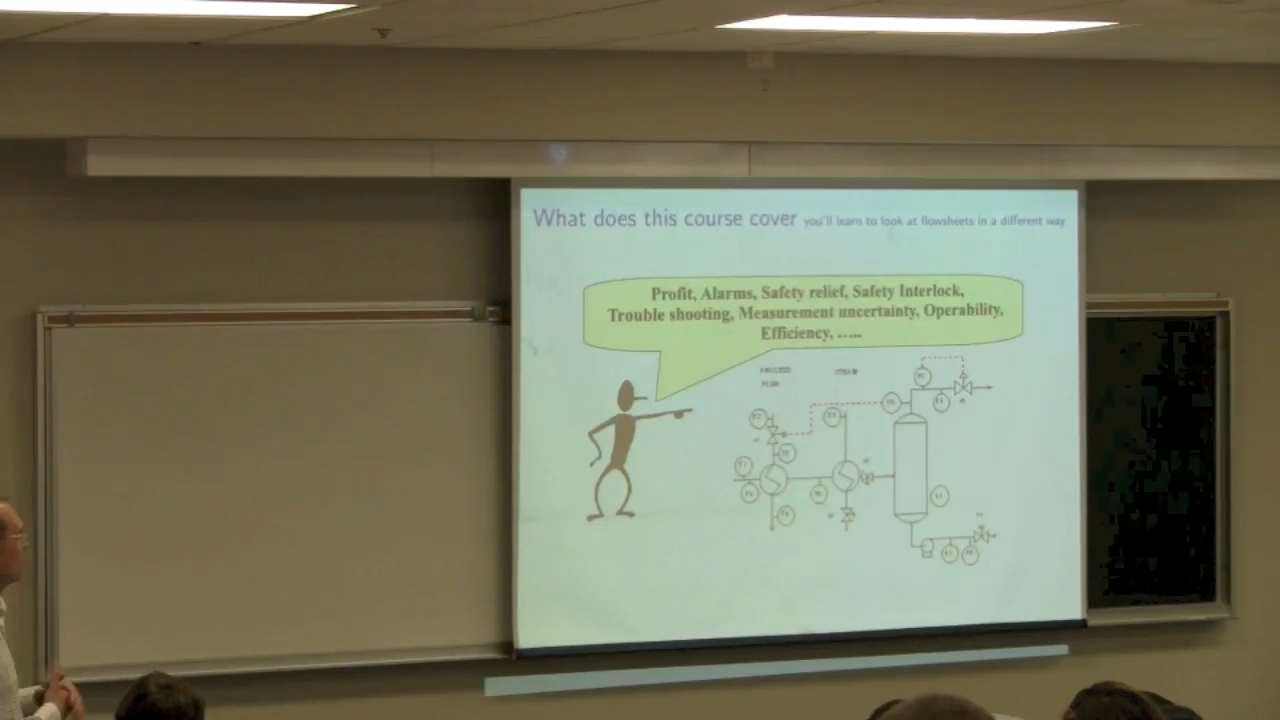 What does this course cover you'll learn to look at flowsheets in a different way
Profit, Alarms, Safety relief, Safety Interlock,
Trouble shooting, Measurement uncertainty, Operability,
Efficiency, .....